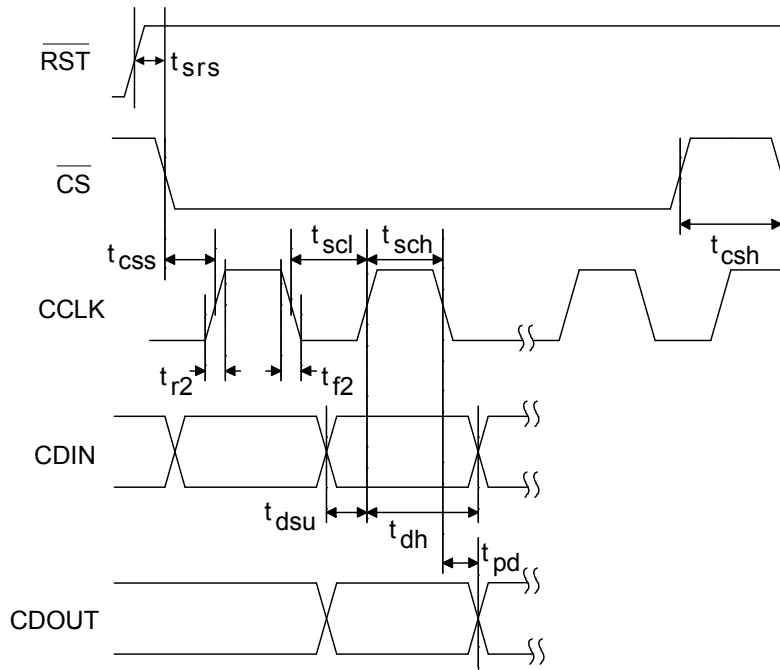 RST
t srs
CS
t css
t scl
t sch
t csh
CCLK
t r2
t f2
CDIN
t dsu
t dh
t pd
CDOUT